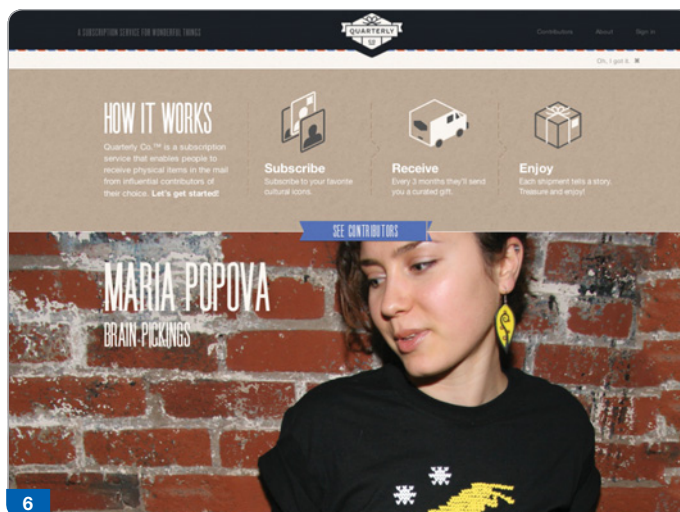 A SUBSCRIPTION SERVICE FOR WONDERFUL THINGS
QUARTERLY
Contributors About Sign in
Oh, I got it. ✖
HOW IT WORKS
Quarterly Co.™ is a subscription
service that enables people to
receive physical items in the mail
from influential contributors of
their choice. Let's get started!
Subscribe
Subscribe to your favorite
cultural icons.
Receive
Every 3 months they'll send
you a curated gift.
Enjoy
Each shipment tells a story.
Treasure and enjoy!
SEE CONTRIBUTORS
MARIA POPOVA
BRAIN PICKINGS
6